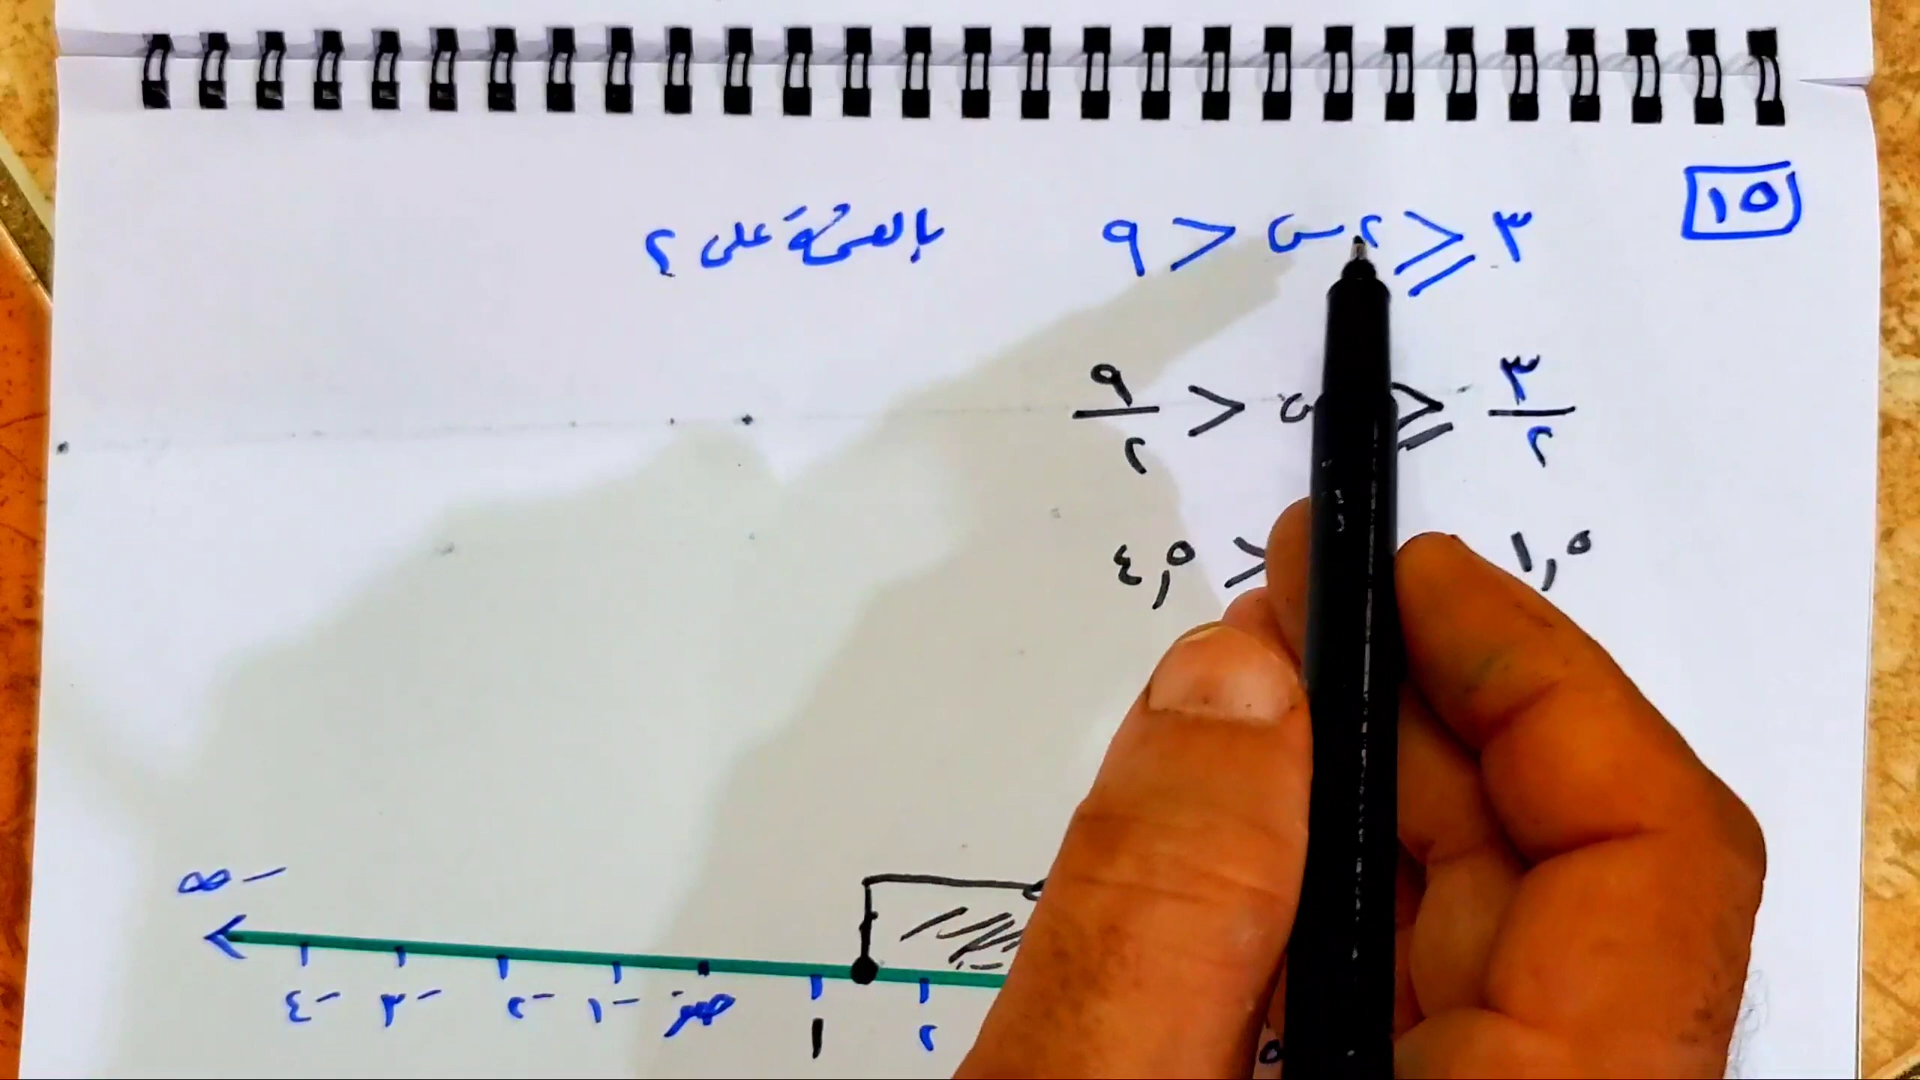 ١٥
٣ ≥ ٢س > ٩ بالقسمة على ٢
٣/٢ ≥ س > ٩/٢
١,٥ > ٤,٥
∞-
٤- ٣- ٢- ١- صفر ١ ٢ ٥